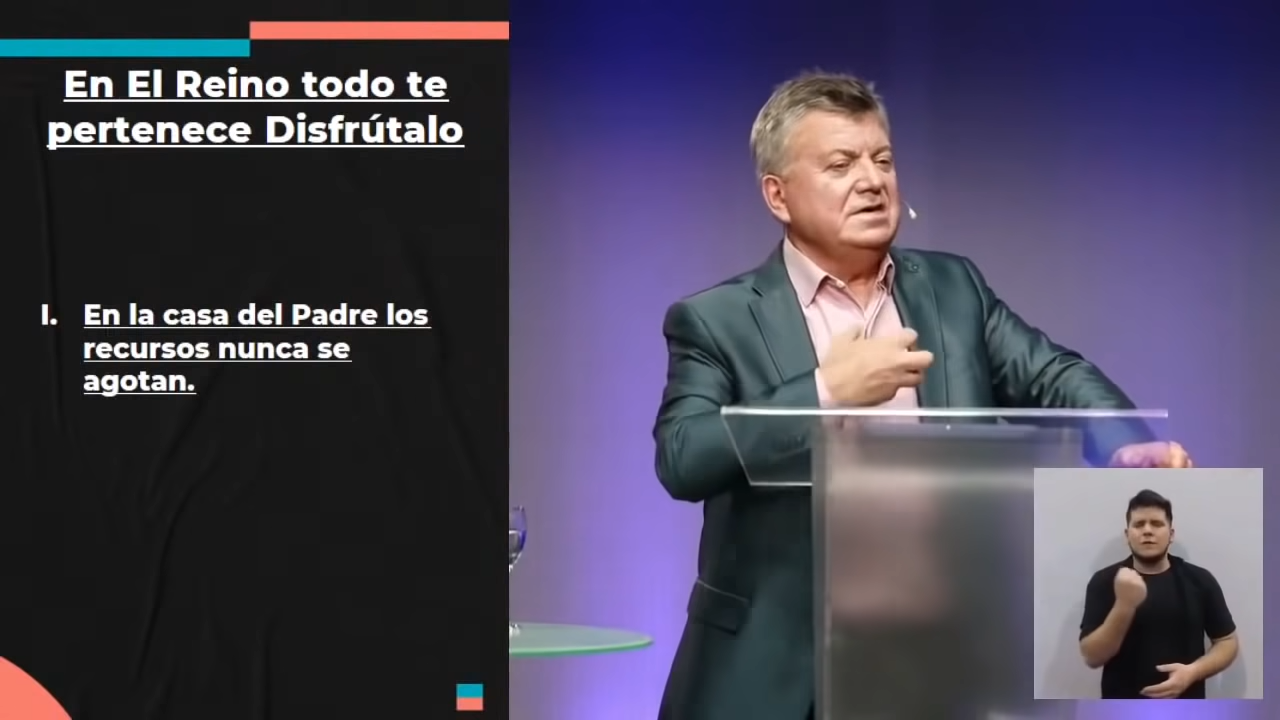 En El Reino todo te
pertenece Disfrútalo
I. En la casa del Padre los
recursos nunca se
agotan.